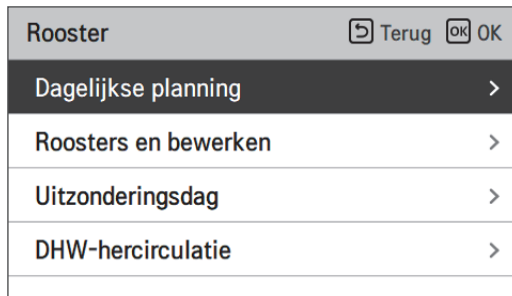 Rooster Terug OK OK
Dagelijkse planning
Roosters en bewerken
Uitzonderingsdag
DHW-hercirculatie